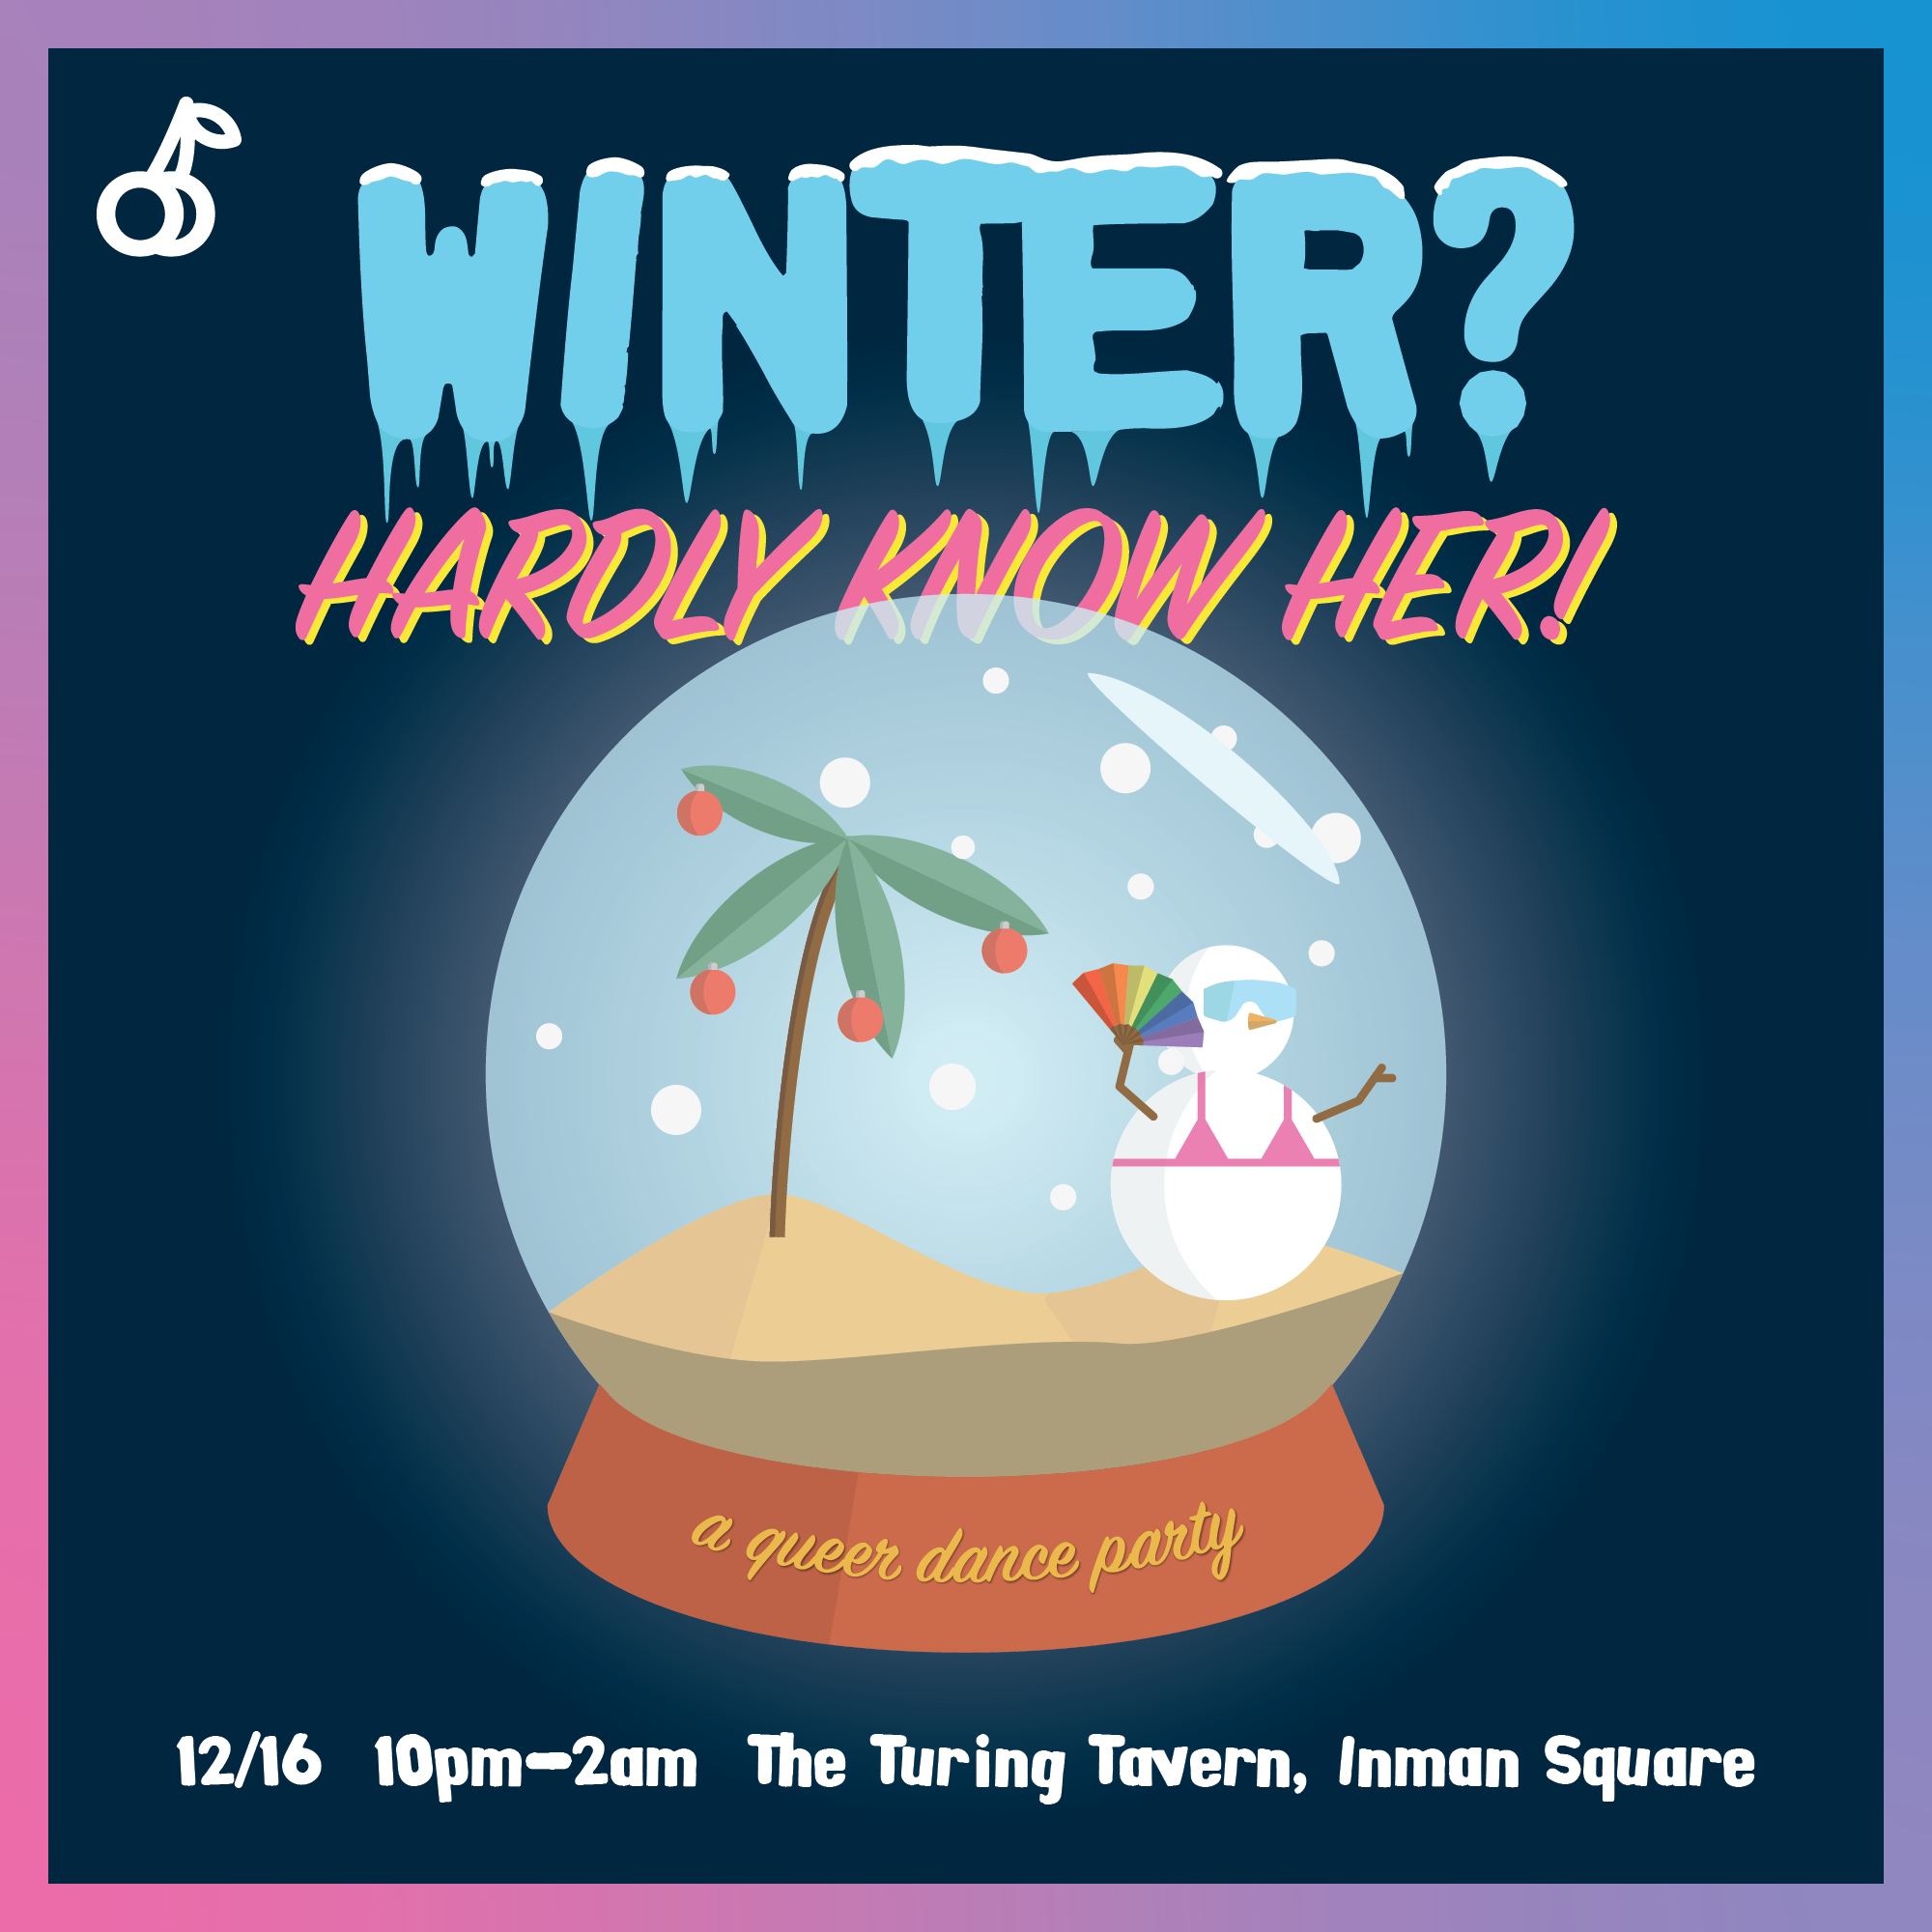 WINTER?
HARDLY KNOW HER!
a queer dance party
12/16 10pm-2am The Turing Tavern, Inman Square